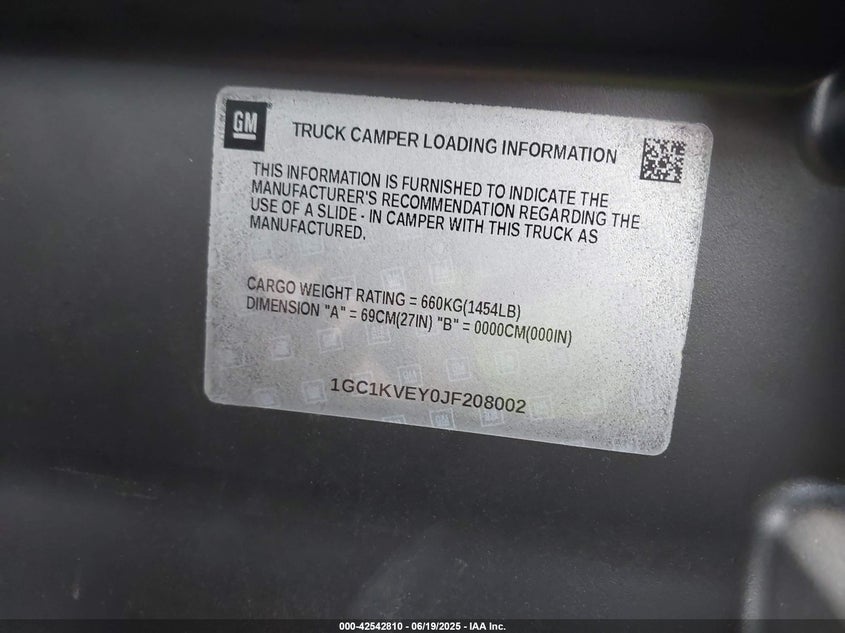 GM
TRUCK CAMPER LOADING INFORMATION
THIS INFORMATION IS FURNISHED TO INDICATE THE
MANUFACTURER'S RECOMMENDATION REGARDING THE
USE OF A SLIDE - IN CAMPER WITH THIS TRUCK AS
MANUFACTURED.
CARGO WEIGHT RATING = 660KG(1454LB)
DIMENSION "A" = 69CM(27IN) "B" = 0000CM(000IN)
1GC1KVEY0JF208002
000-42542810 - 06/19/2025 - IAA Inc.